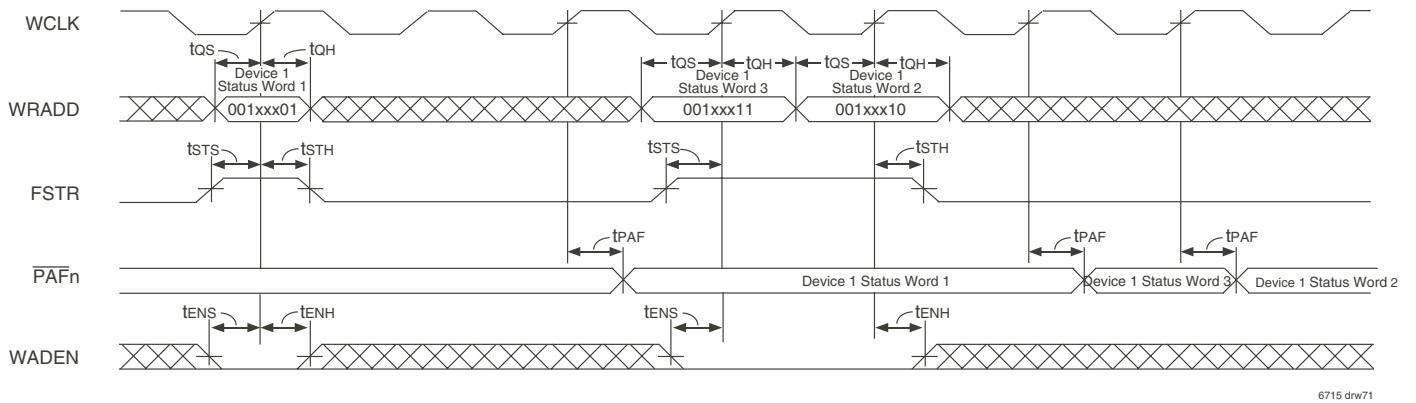 WCLK
tQS tQH tQS tQH tQS tQH
Device 1
Status Word 1
Device 1
Status Word 3
Device 1
Status Word 2
WRADD
001xxx01 001xxx11 001xxx10
tSTS tSTH tSTS tSTH
FSTR
tPAF tPAF tPAF
PAFn
Device 1 Status Word 1 Device 1 Status Word 3 Device 1 Status Word 2
tENS tENH tENS tENH
WADEN
6715 drw71